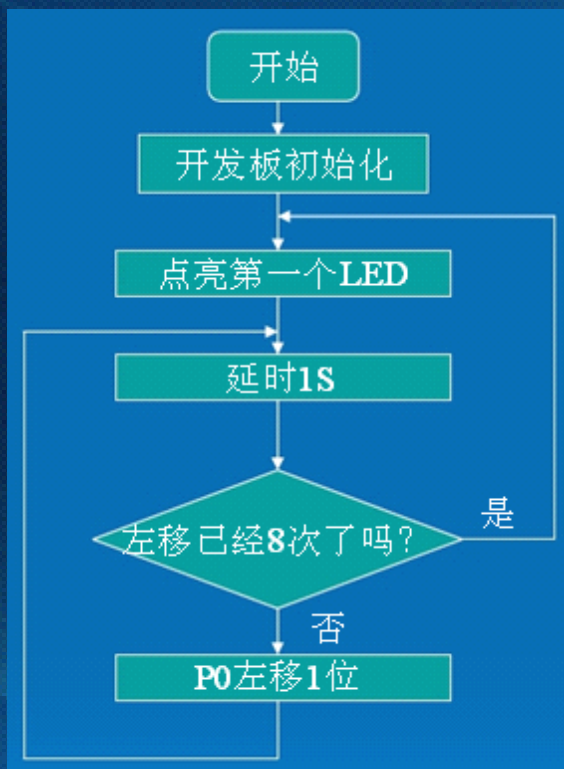 开始
开发板初始化
点亮第一个LED
延时1S
左移已经8次了吗?
是
否
P0左移1位